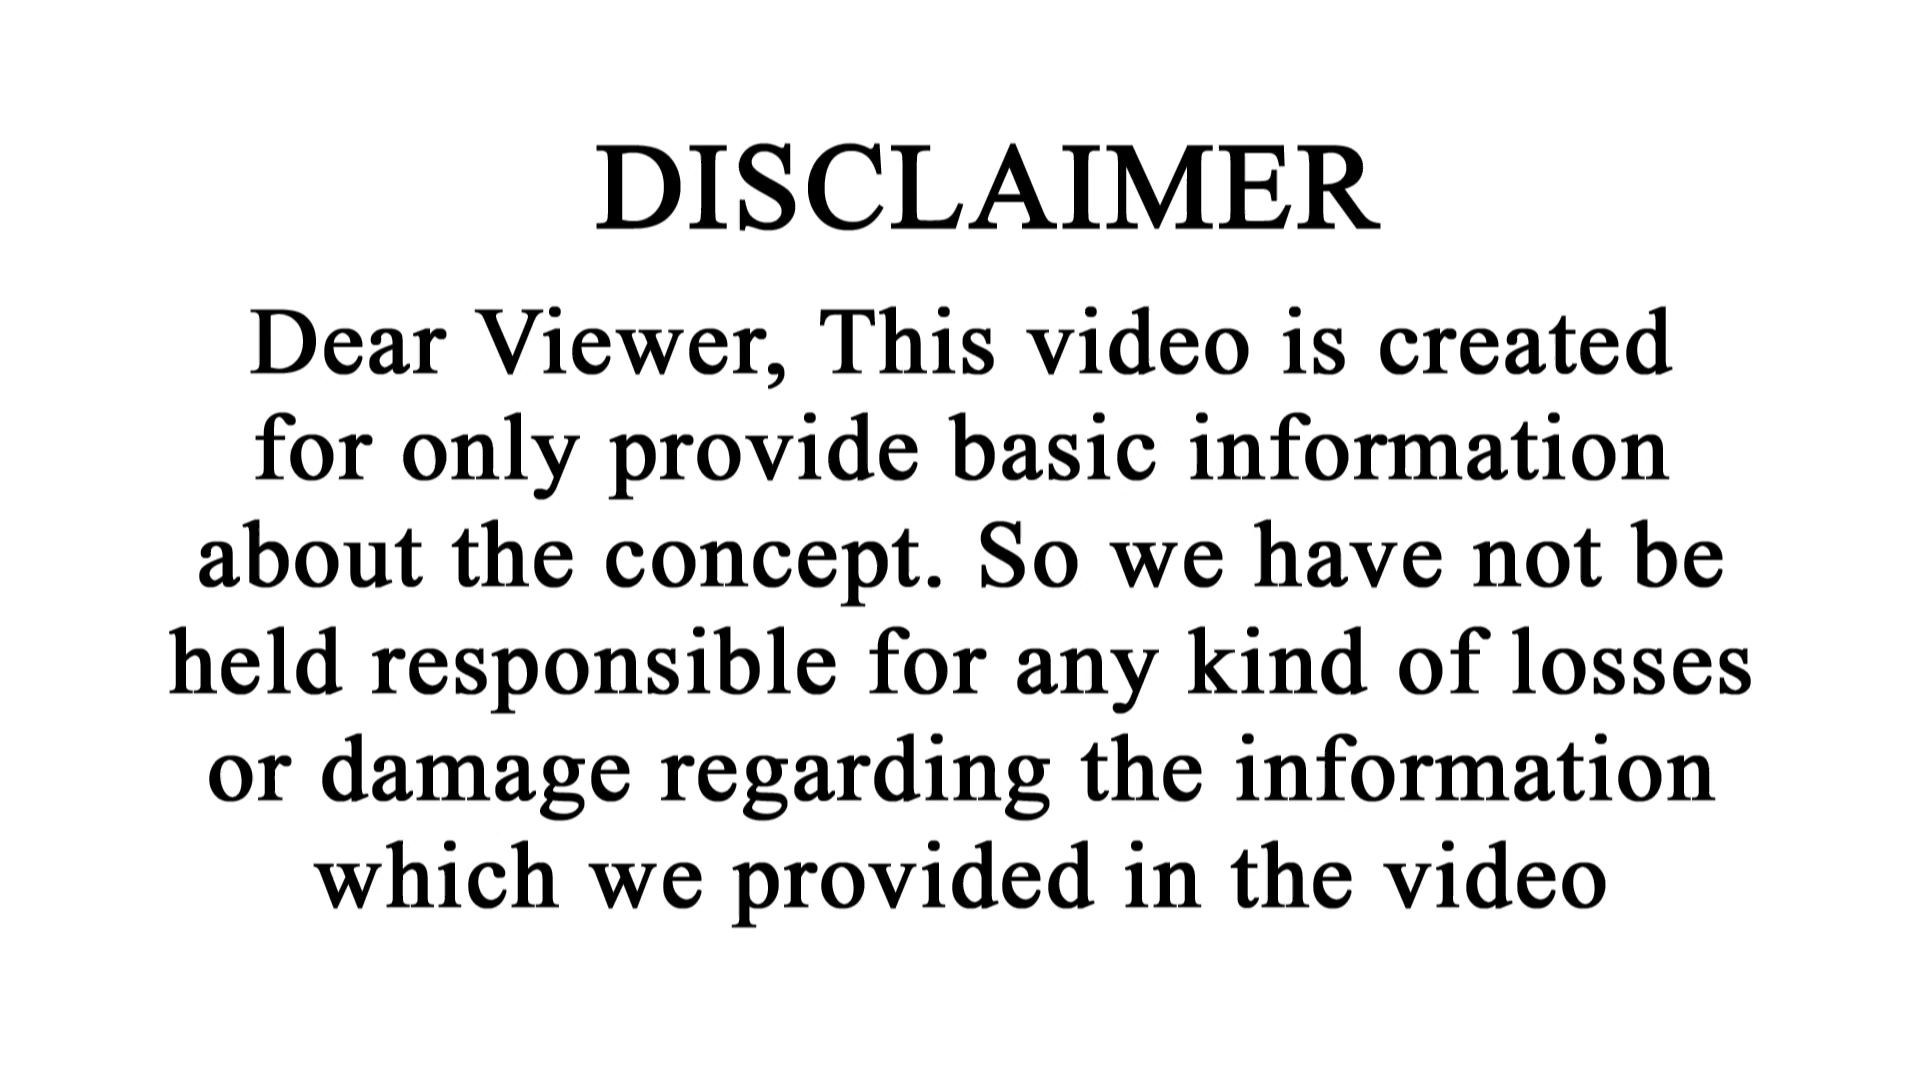 DISCLAIMER
Dear Viewer, This video is created
for only provide basic information
about the concept. So we have not be
held responsible for any kind of losses
or damage regarding the information
which we provided in the video